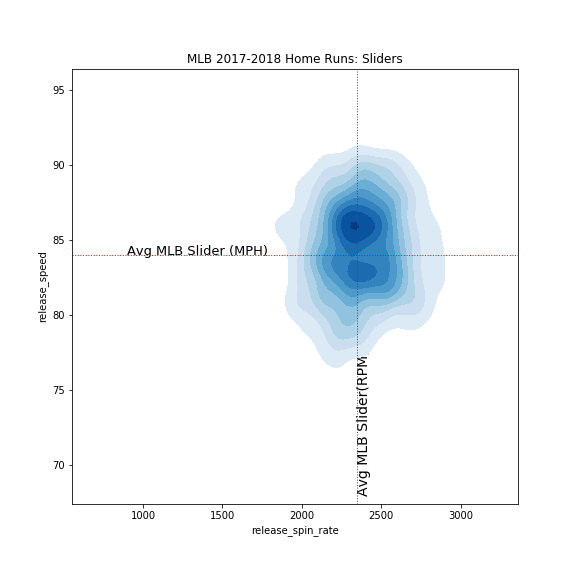 MLB 2017-2018 Home Runs: Sliders
95
90
85
80
75
70
release_speed
Avg MLB Slider (MPH)
Avg MLB Slider(RPM
1000
1500
2000
2500
3000
release_spin_rate